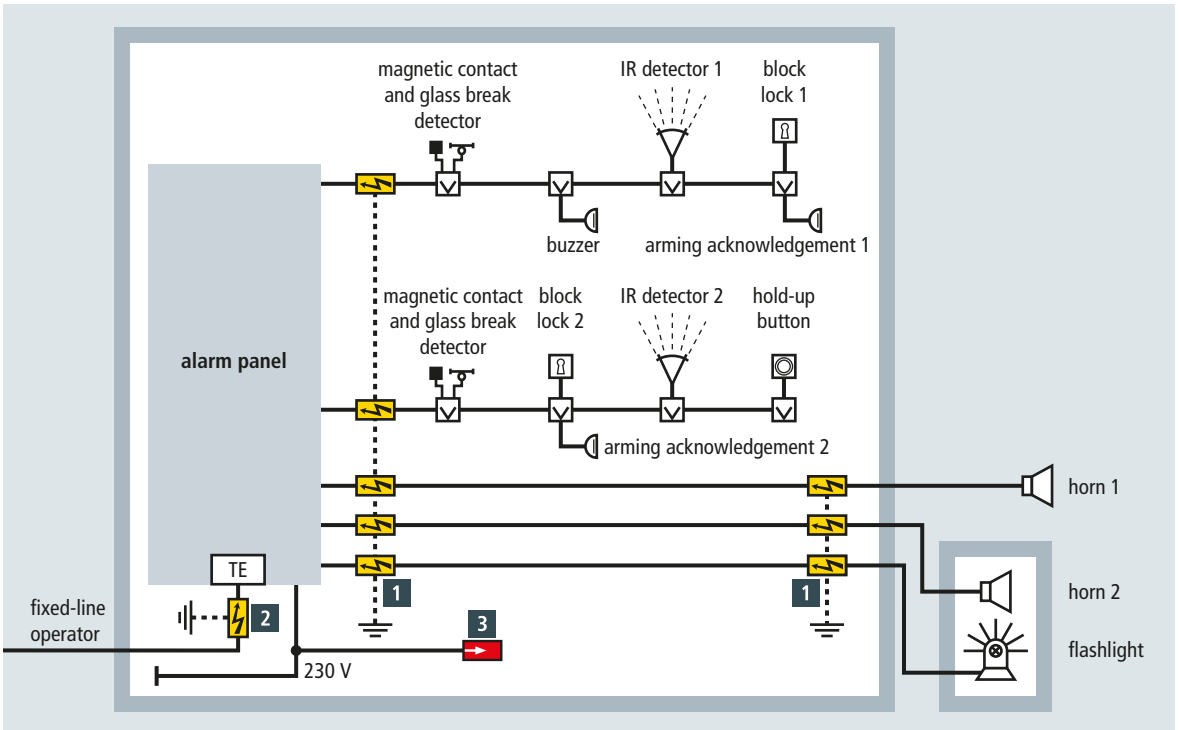 magnetic contact
and glass break
detector
IR detector 1
block
lock 1
buzzer
arming acknowledgement 1
magnetic contact
and glass break
detector
block
lock 2
IR detector 2
hold-up
button
alarm panel
arming acknowledgement 2
horn 1
TE
1
1
horn 2
fixed-line
operator
2
3
flashlight
230 V